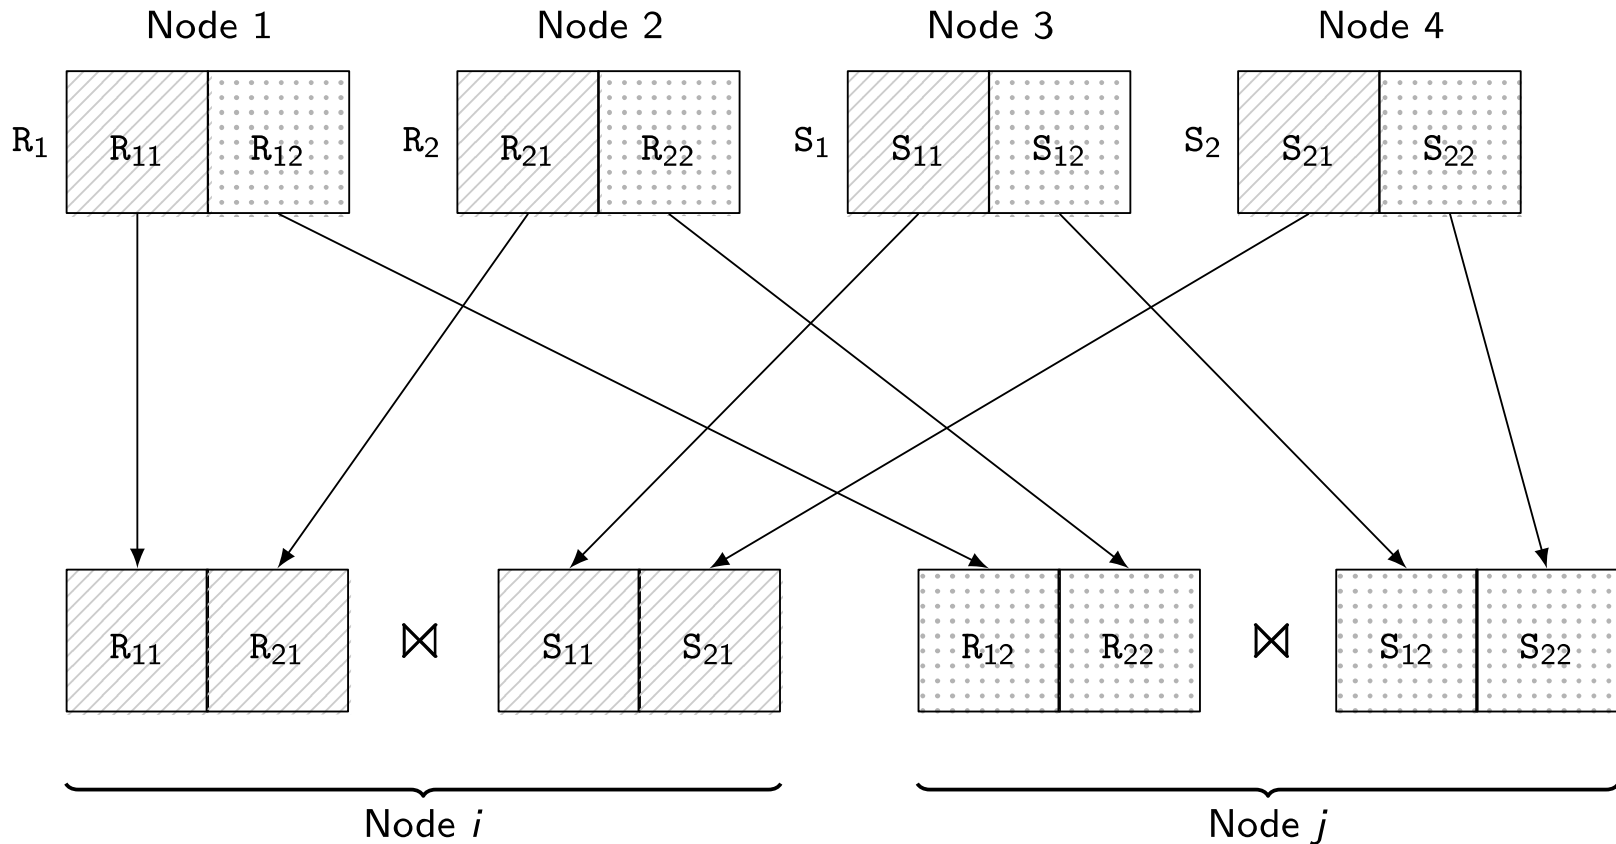 Node 1 Node 2 Node 3 Node 4
R₁ R₁₁ R₁₂ R₂ R₂₁ R₂₂ S₁ S₁₁ S₁₂ S₂ S₂₁ S₂₂
R₁₁ R₂₁ ⋈ S₁₁ S₂₁ R₁₂ R₂₂ ⋈ S₁₂ S₂₂
Node i Node j